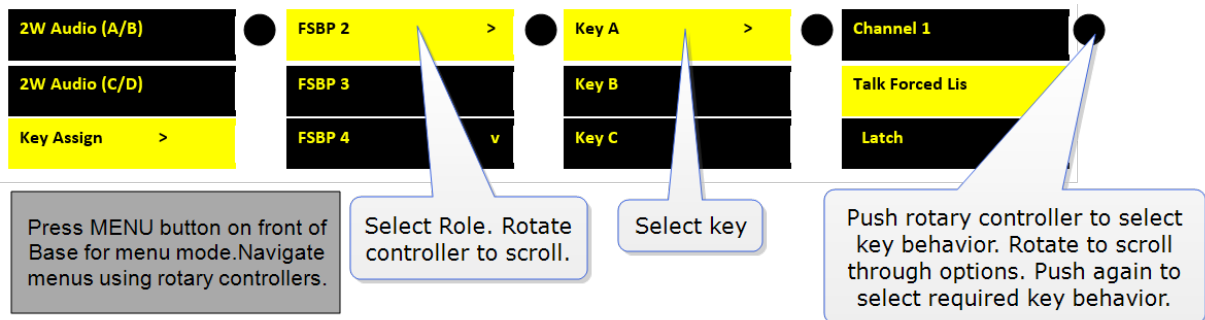 2W Audio (A/B)
2W Audio (C/D)
Key Assign >
FSBP 2 >
FSBP 3
FSBP 4 v
Key A >
Key B
Key C
Channel 1
Talk Forced Lis
Latch
Press MENU button on front of
Base for menu mode.Navigate
menus using rotary controllers.
Select Role. Rotate
controller to scroll.
Select key
Push rotary controller to select
key behavior. Rotate to scroll
through options. Push again to
select required key behavior.